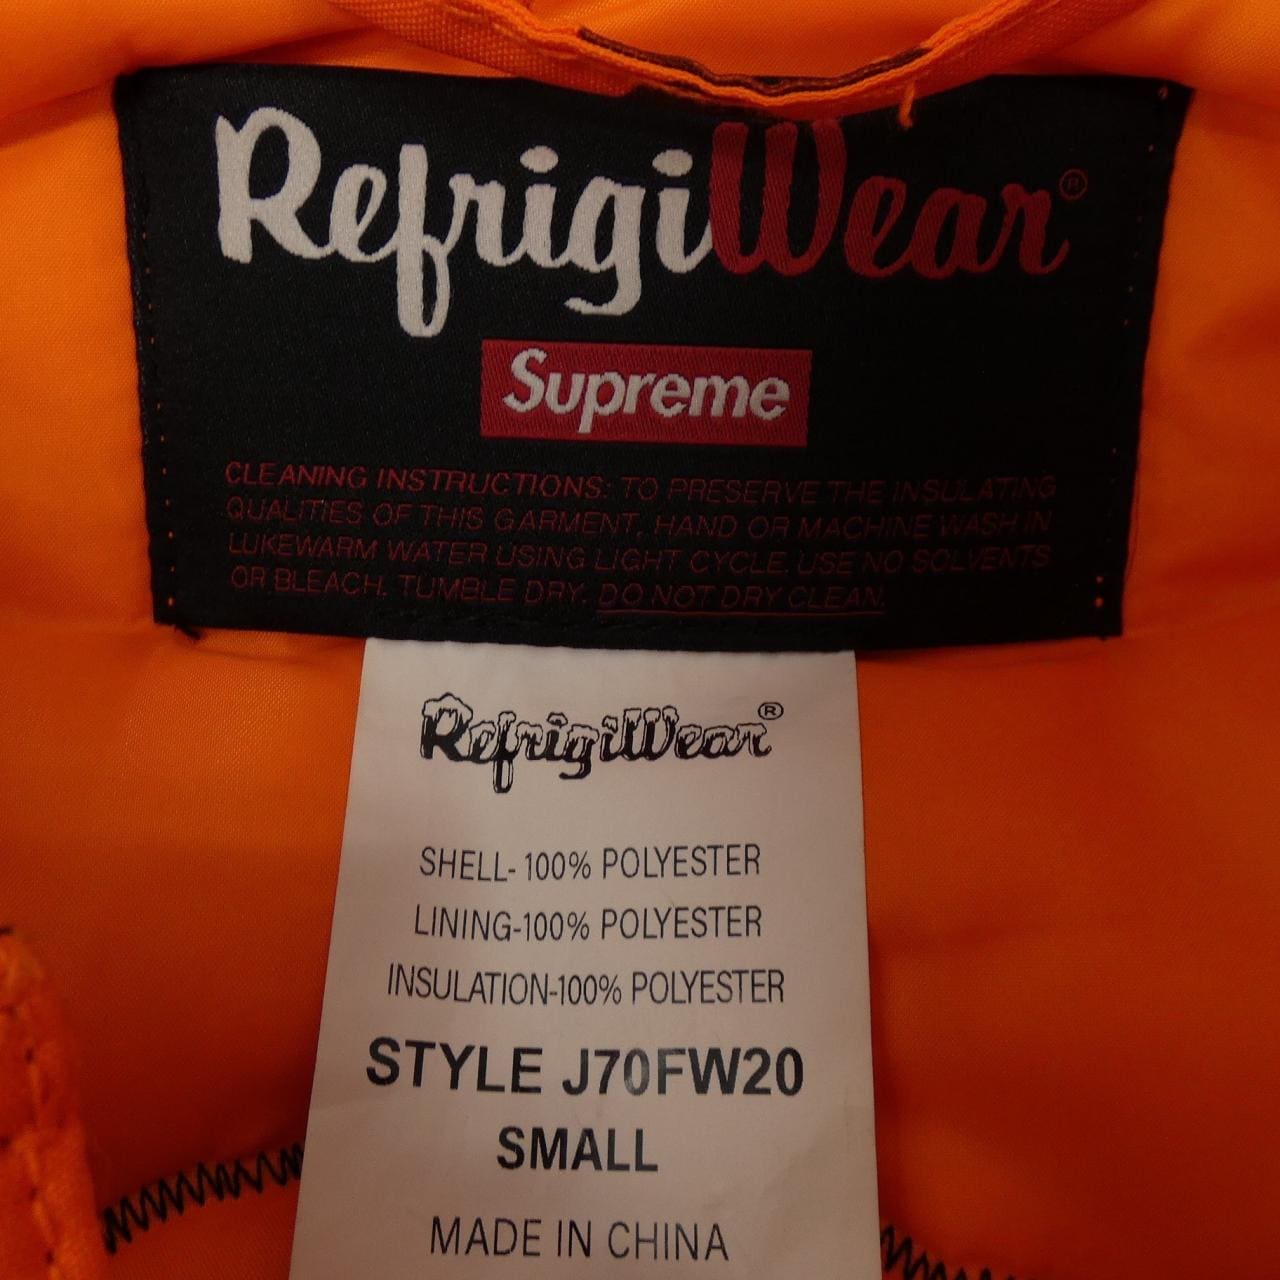 RefrigiWear®
Supreme
CLEANING INSTRUCTIONS: TO PRESERVE THE INSULATING
QUALITIES OF THIS GARMENT, HAND OR MACHINE WASH IN
LUKEWARM WATER USING LIGHT CYCLE. USE NO SOLVENTS
OR BLEACH. TUMBLE DRY. DO NOT DRY CLEAN.
RefrigiWear®
SHELL- 100% POLYESTER
LINING-100% POLYESTER
INSULATION-100% POLYESTER
STYLE J70FW20
SMALL
MADE IN CHINA